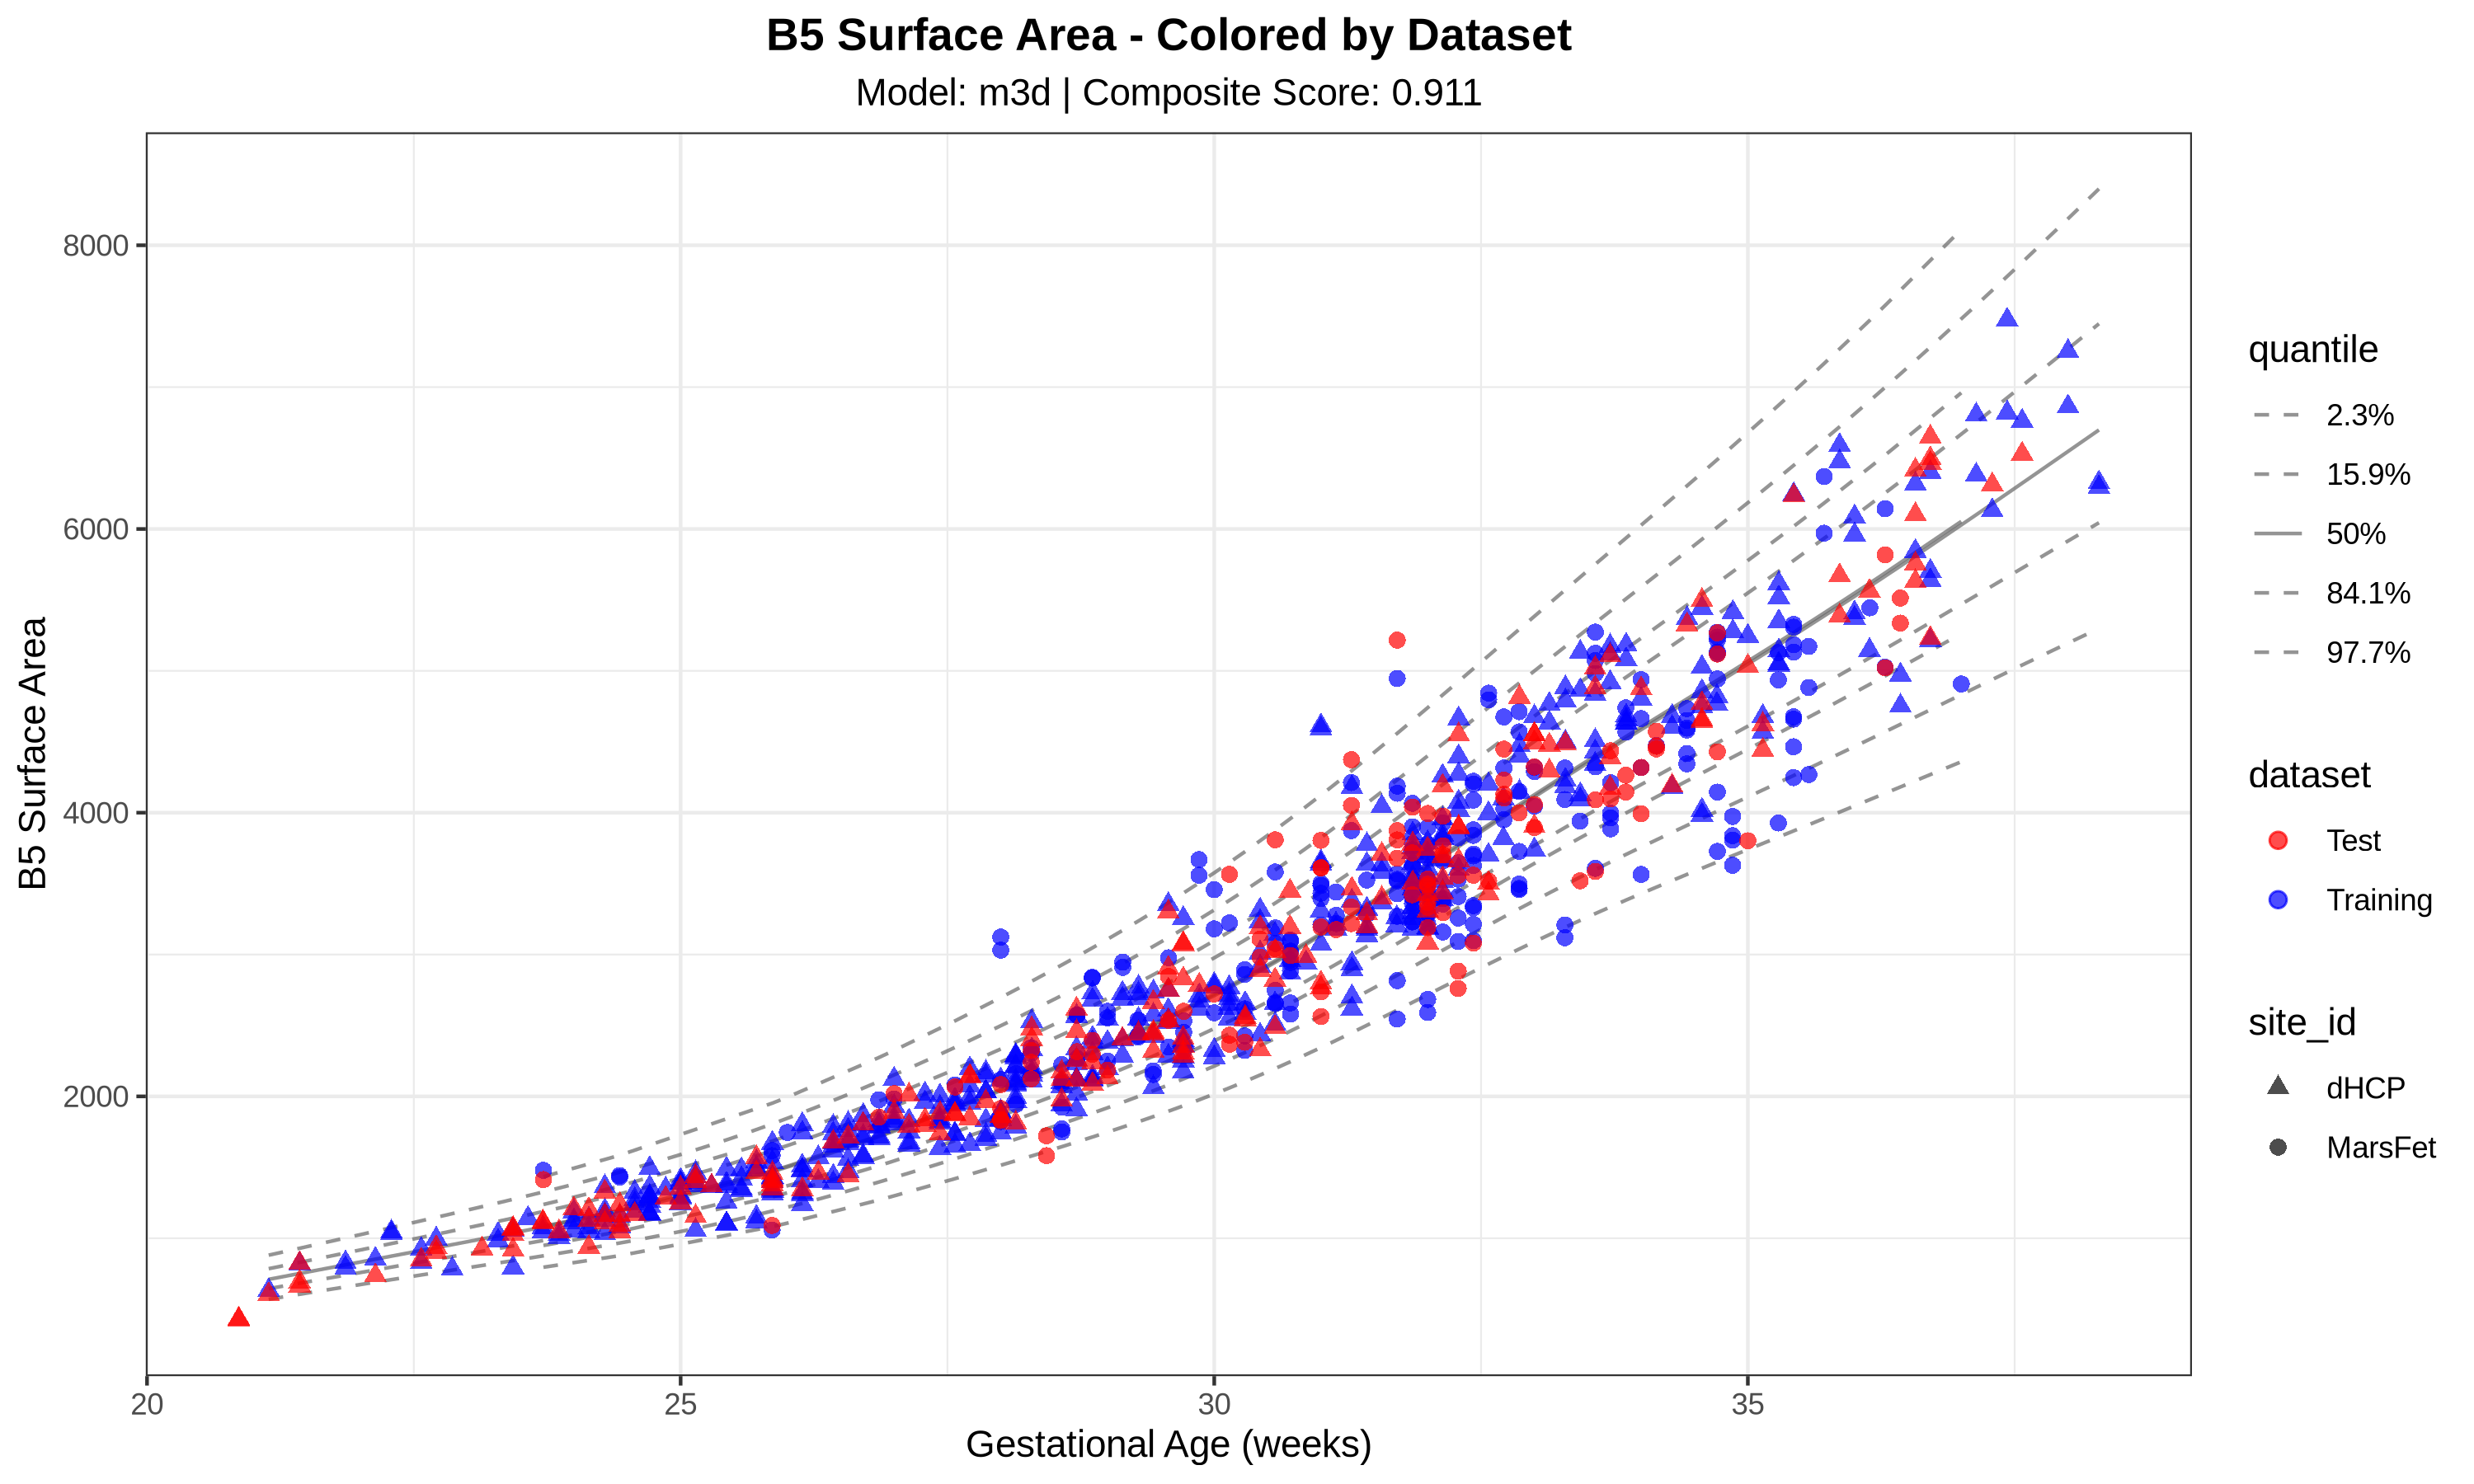 B5 Surface Area - Colored by Dataset
Model: m3d | Composite Score: 0.911
B5 Surface Area
8000
6000
4000
2000
20
25
30
35
Gestational Age (weeks)
quantile
2.3%
15.9%
50%
84.1%
97.7%
dataset
Test
Training
site_id
dHCP
MarsFet